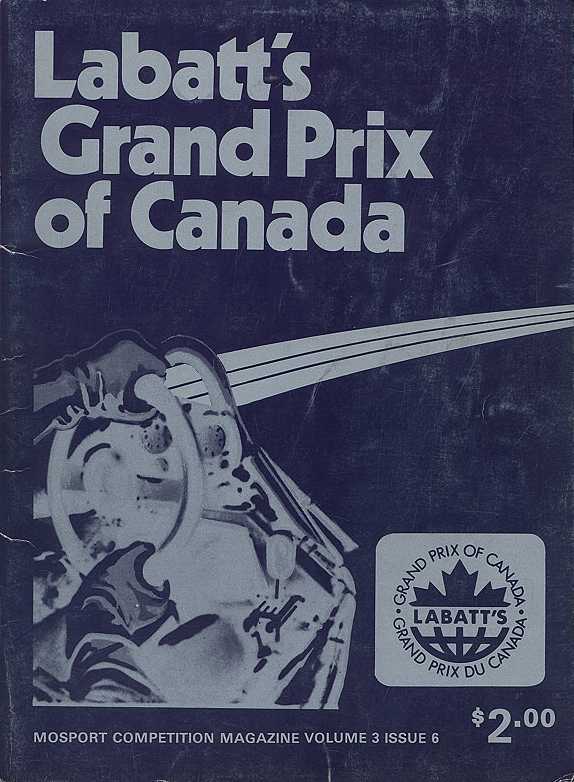 Labatt's
Grand Prix
of Canada
• GRAND PRIX OF CANADA •
LABATT'S
GRAND PRIX DU CANADA
$2.00
MOSPORT COMPETITION MAGAZINE VOLUME 3 ISSUE 6